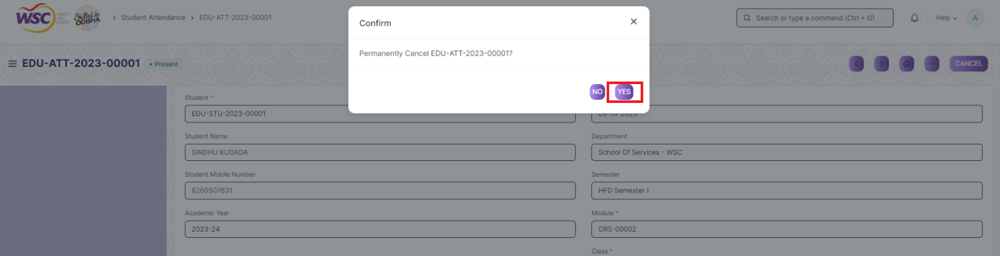 WSC WORLD SKILL CENTER Skilled in ODISHA > Student Attendance > EDU-ATT-2023-00001
Search or type a command (Ctrl + G) Help A
Confirm
Permanently Cancel EDU-ATT-2023-00001?
NO YES
EDU-ATT-2023-00001 • Present
CANCEL
Student *
EDU-STU-2023-00001
09-10-2023
Student Name
Department
SINDHU KUDADA
School Of Services - WSC
Student Mobile Number
Semester
8260507631
HFD Semester I
Academic Year
Module *
2023-24
CRS-00002
Class *